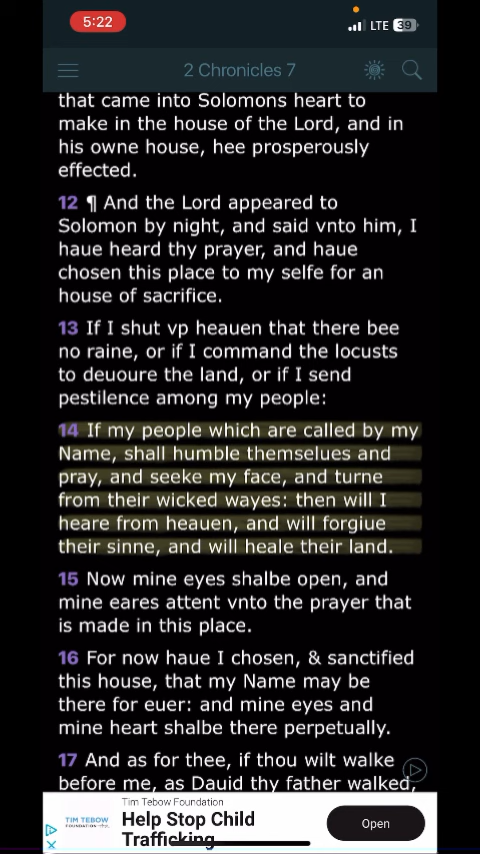 5:22
LTE 39
2 Chronicles 7
that came into Solomons heart to
make in the house of the Lord, and in
his owne house, hee prosperously
effected.
12 ¶ And the Lord appeared to
Solomon by night, and said vnto him, I
haue heard thy prayer, and haue
chosen this place to my selfe for an
house of sacrifice.
13 If I shut vp heauen that there bee
no raine, or if I command the locusts
to deuoure the land, or if I send
pestilence among my people:
14 If my people which are called by my
Name, shall humble themselues and
pray, and seeke my face, and turne
from their wicked wayes: then will I
heare from heauen, and will forgiue
their sinne, and will heale their land.
15 Now mine eyes shalbe open, and
mine eares attent vnto the prayer that
is made in this place.
16 For now haue I chosen, & sanctified
this house, that my Name may be
there for euer: and mine eyes and
mine heart shalbe there perpetually.
17 And as for thee, if thou wilt walke
before me, as Dauid thy father walked,
Tim Tebow Foundation
TIM TEBOW
FOUNDATION
Help Stop Child
Trafficking
Open